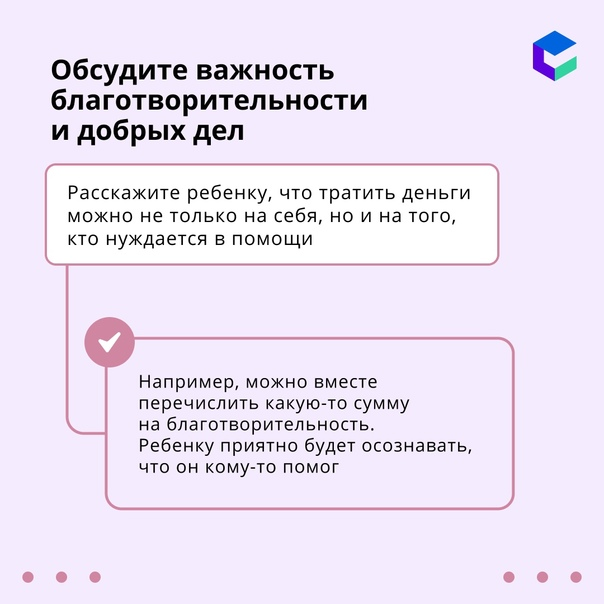 Обсудите важность
благотворительности
и добрых дел
Расскажите ребенку, что тратить деньги
можно не только на себя, но и на того,
кто нуждается в помощи
Например, можно вместе
перечислить какую-то сумму
на благотворительность.
Ребенку приятно будет осознавать,
что он кому-то помог